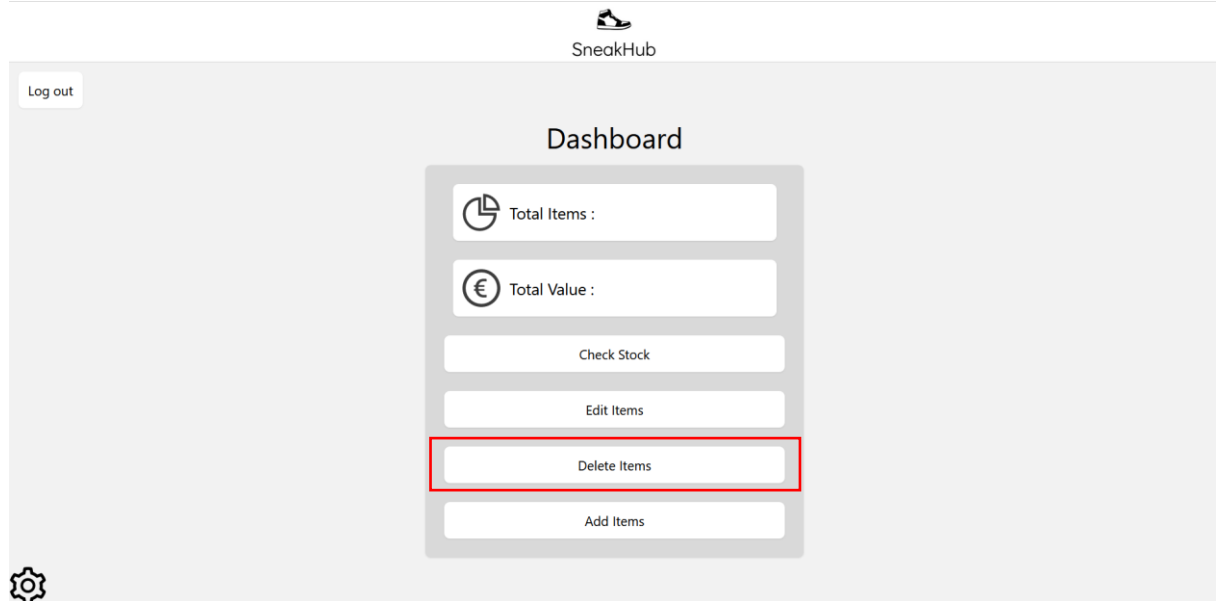 SneakHub
Log out
Dashboard
Total Items :
€ Total Value :
Check Stock
Edit Items
Delete Items
Add Items